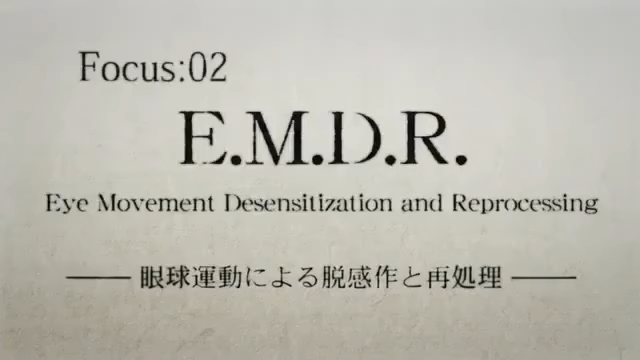 Focus:02
E.M.D.R.
Eye Movement Desensitization and Reprocessing
眼球運動による脱感作と再処理